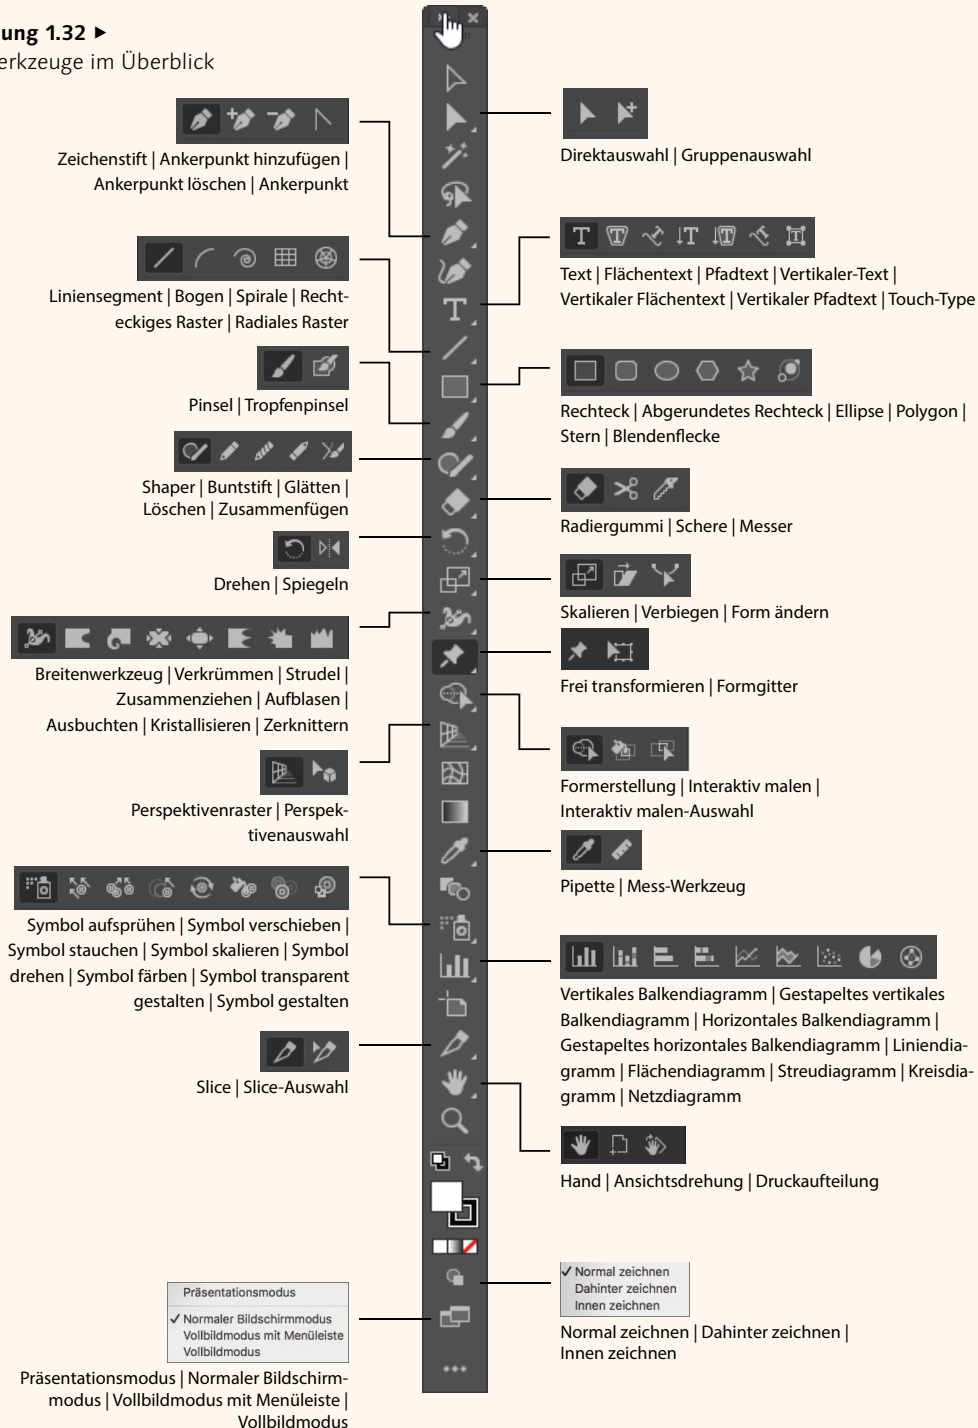 ung 1.32 ▶
erkzeuge im Überblick
Zeichenstift | Ankerpunkt hinzufügen |
Ankerpunkt löschen | Ankerpunkt
Liniensegment | Bogen | Spirale | Recht-
eckiges Raster | Radiales Raster
Pinsel | Tropfenpinsel
Shaper | Buntstift | Glätten |
Löschen | Zusammenfügen
Drehen | Spiegeln
Breitenwerkzeug | Verkrümmen | Strudel |
Zusammenziehen | Aufblasen |
Ausbuchten | Kristallisieren | Zerknittern
Perspektivenraster | Perspek-
tivenauswahl
Symbol aufsprühen | Symbol verschieben |
Symbol stauchen | Symbol skalieren | Symbol
drehen | Symbol färben | Symbol transparent
gestalten | Symbol gestalten
Slice | Slice-Auswahl
Präsentationsmodus
✓ Normaler Bildschirmmodus
Vollbildmodus mit Menüleiste
Vollbildmodus
Präsentationsmodus | Normaler Bildschirm-
modus | Vollbildmodus mit Menüleiste |
Vollbildmodus
Direktauswahl | Gruppenauswahl
Text | Flächentext | Pfadtext | Vertikaler-Text |
Vertikaler Flächentext | Vertikaler Pfadtext | Touch-Type
Rechteck | Abgerundetes Rechteck | Ellipse | Polygon |
Stern | Blendenflecke
Radiergummi | Schere | Messer
Skalieren | Verbiegen | Form ändern
Frei transformieren | Formgitter
Formerstellung | Interaktiv malen |
Interaktiv malen-Auswahl
Pipette | Mess-Werkzeug
Vertikales Balkendiagramm | Gestapeltes vertikales
Balkendiagramm | Horizontales Balkendiagramm |
Gestapeltes horizontales Balkendiagramm | Liniendia-
gramm | Flächendiagramm | Streudiagramm | Kreisdia-
gramm | Netzdiagramm
Hand | Ansichtsdrehung | Druckaufteilung
✓ Normal zeichnen
Dahinter zeichnen
Innen zeichnen
Normal zeichnen | Dahinter zeichnen |
Innen zeichnen